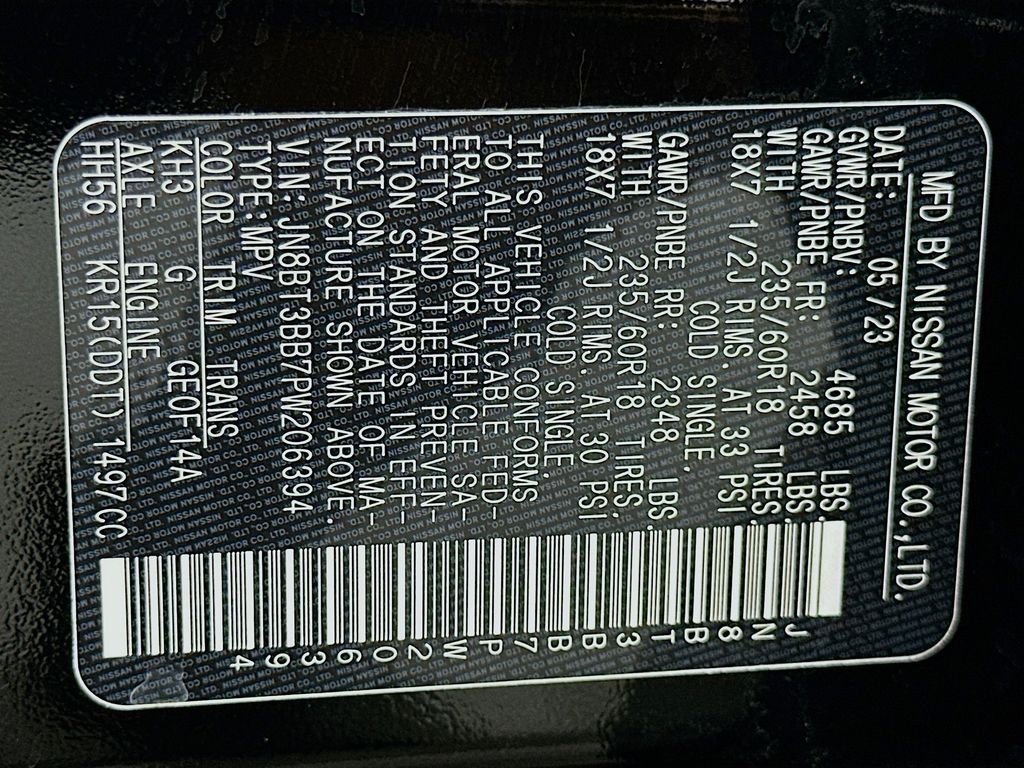 MFD BY NISSAN MOTOR CO.,LTD.
DATE: 05/23
GVWR/PNBV: 4685 LBS.
GAWR/PNBE FR: 2458 LBS.
WITH 235/60R18 TIRES.
18X7 1/2J RIMS. AT 33 PSI
COLD SINGLE.
GAWR/PNBE RR: 2348 LBS.
WITH 235/60R18 TIRES.
18X7 1/2J RIMS. AT 30 PSI
COLD SINGLE.
THIS VEHICLE CONFORMS
TO ALL APPLICABLE FED-
ERAL MOTOR VEHICLE SA-
FETY AND THEFT PREVEN-
TION STANDARDS IN EFF-
ECT ON THE DATE OF MA-
NUFACTURE SHOWN ABOVE.
VIN: JN8BT3BB7PW206394
TYPE:MPV
COLOR TRIM TRANS
KH3 G GE0F14A
AXLE ENGINE
HH56 KR15(DDT) 1497CC
JN8BT3BB7PW206394